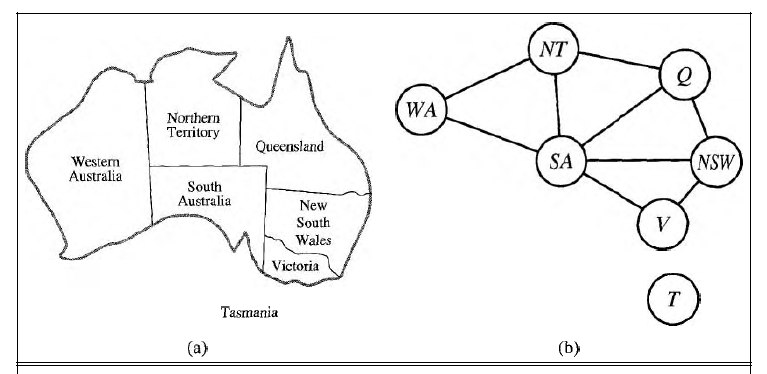 Northern
Territory
Western
Australia
Queensland
South
Australia
New
South
Wales
Victoria
Tasmania
(a)
NT
Q
WA
SA
NSW
V
T
(b)